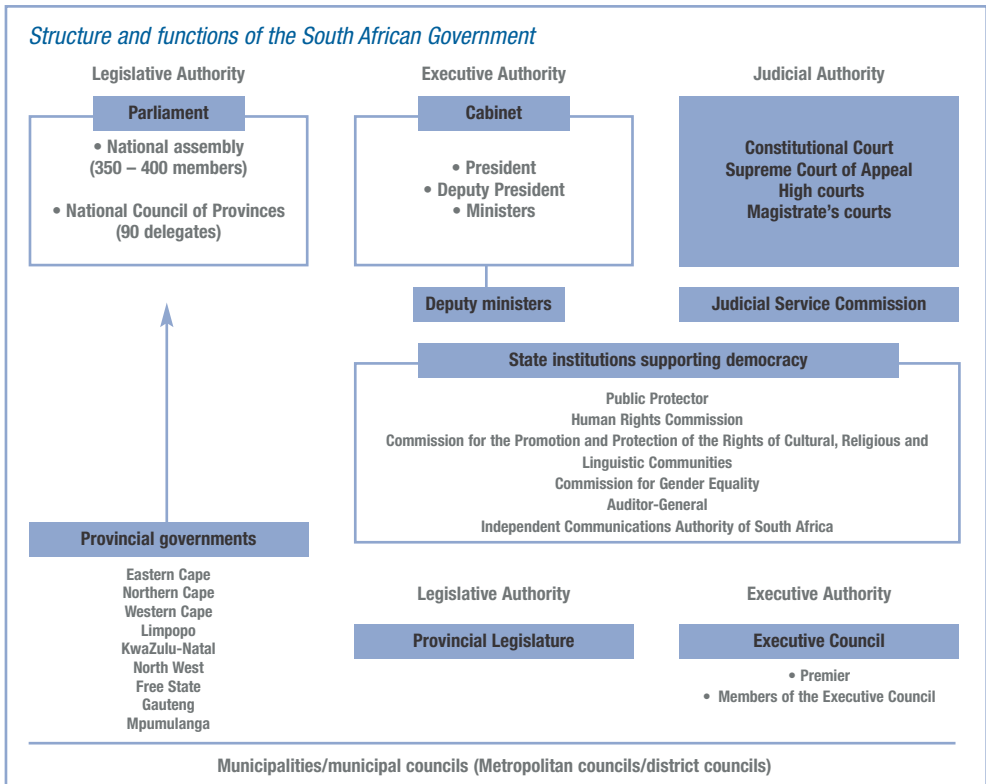 Structure and functions of the South African Government
Legislative Authority
Parliament
• National assembly
(350 – 400 members)
• National Council of Provinces
(90 delegates)
Executive Authority
Cabinet
• President
• Deputy President
• Ministers
Deputy ministers
Judicial Authority
Constitutional Court
Supreme Court of Appeal
High courts
Magistrate's courts
Judicial Service Commission
State institutions supporting democracy
Public Protector
Human Rights Commission
Commission for the Promotion and Protection of the Rights of Cultural, Religious and
Linguistic Communities
Commission for Gender Equality
Auditor-General
Independent Communications Authority of South Africa
Provincial governments
Eastern Cape
Northern Cape
Western Cape
Limpopo
KwaZulu-Natal
North West
Free State
Gauteng
Mpumulanga
Legislative Authority
Provincial Legislature
Executive Authority
Executive Council
• Premier
• Members of the Executive Council
Municipalities/municipal councils (Metropolitan councils/district councils)